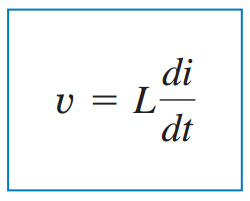 v = L di/dt